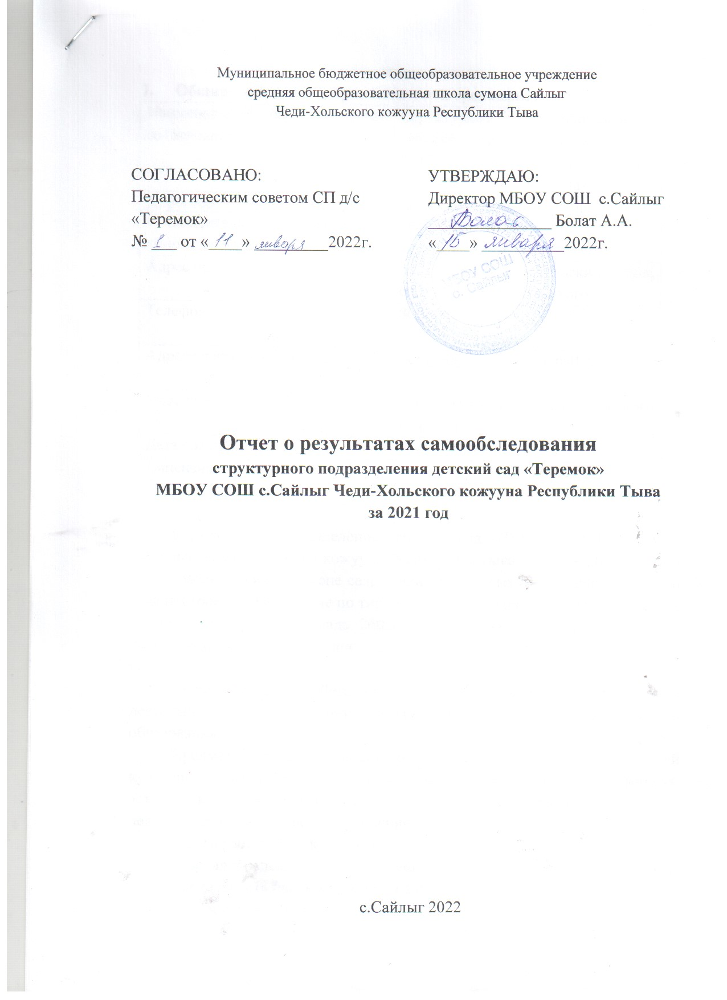 Муниципальное бюджетное общеобразовательное учреждение
средняя общеобразовательная школа сумона Сайлыг
Чеди-Хольского кожууна Республики Тыва
СОГЛАСОВАНО:
Педагогическим советом СП д/с
«Теремок»
№ 1 от «11» января 2022г.
УТВЕРЖДАЮ:
Директор МБОУ СОШ с.Сайлыг
Болат Болат А.А.
«15» января 2022г.
МБОУ СОШ
с. Сайлыг
Отчет о результатах самообследования
структурного подразделения детский сад «Теремок»
МБОУ СОШ с.Сайлыг Чеди-Хольского кожууна Республики Тыва
за 2021 год
с.Сайлыг 2022